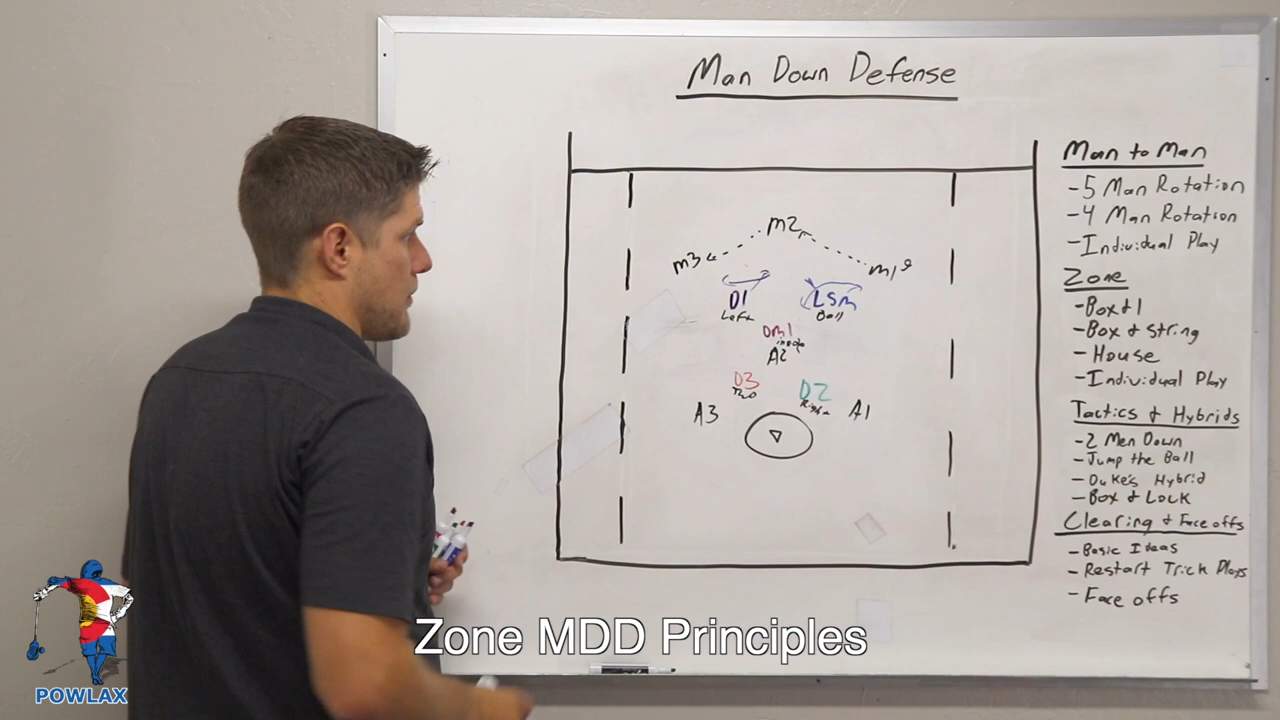 Man Down Defense
m2
m3
m1
D1
LSM
Left
Ball
DM1
inside
A2
D3
D2
Two
Right
A3
A1
Man to Man
-5 Man Rotation
-4 Man Rotation
-Individual Play
Zone
-Box & 1
-Box & String
-House
-Individual Play
Tactics & Hybrids
-2 Men Down
-Jump the Ball
-Duke's Hybrid
-Box & Lock
Clearing & Face offs
-Basic Ideas
-Restart Trick Plays
-Face offs
Zone MDD Principles
POWLAX